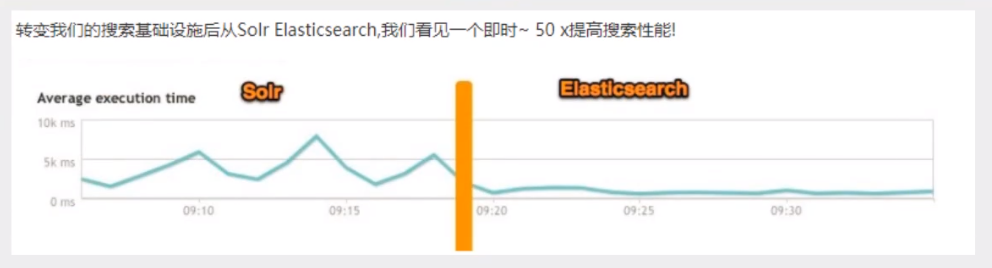 转变我们的搜索基础设施后从Solr Elasticsearch,我们看见一个即时~ 50 x提高搜索性能!
Solr
Elasticsearch
Average execution time
10k ms
5k ms
0 ms
09:10
09:15
09:20
09:25
09:30